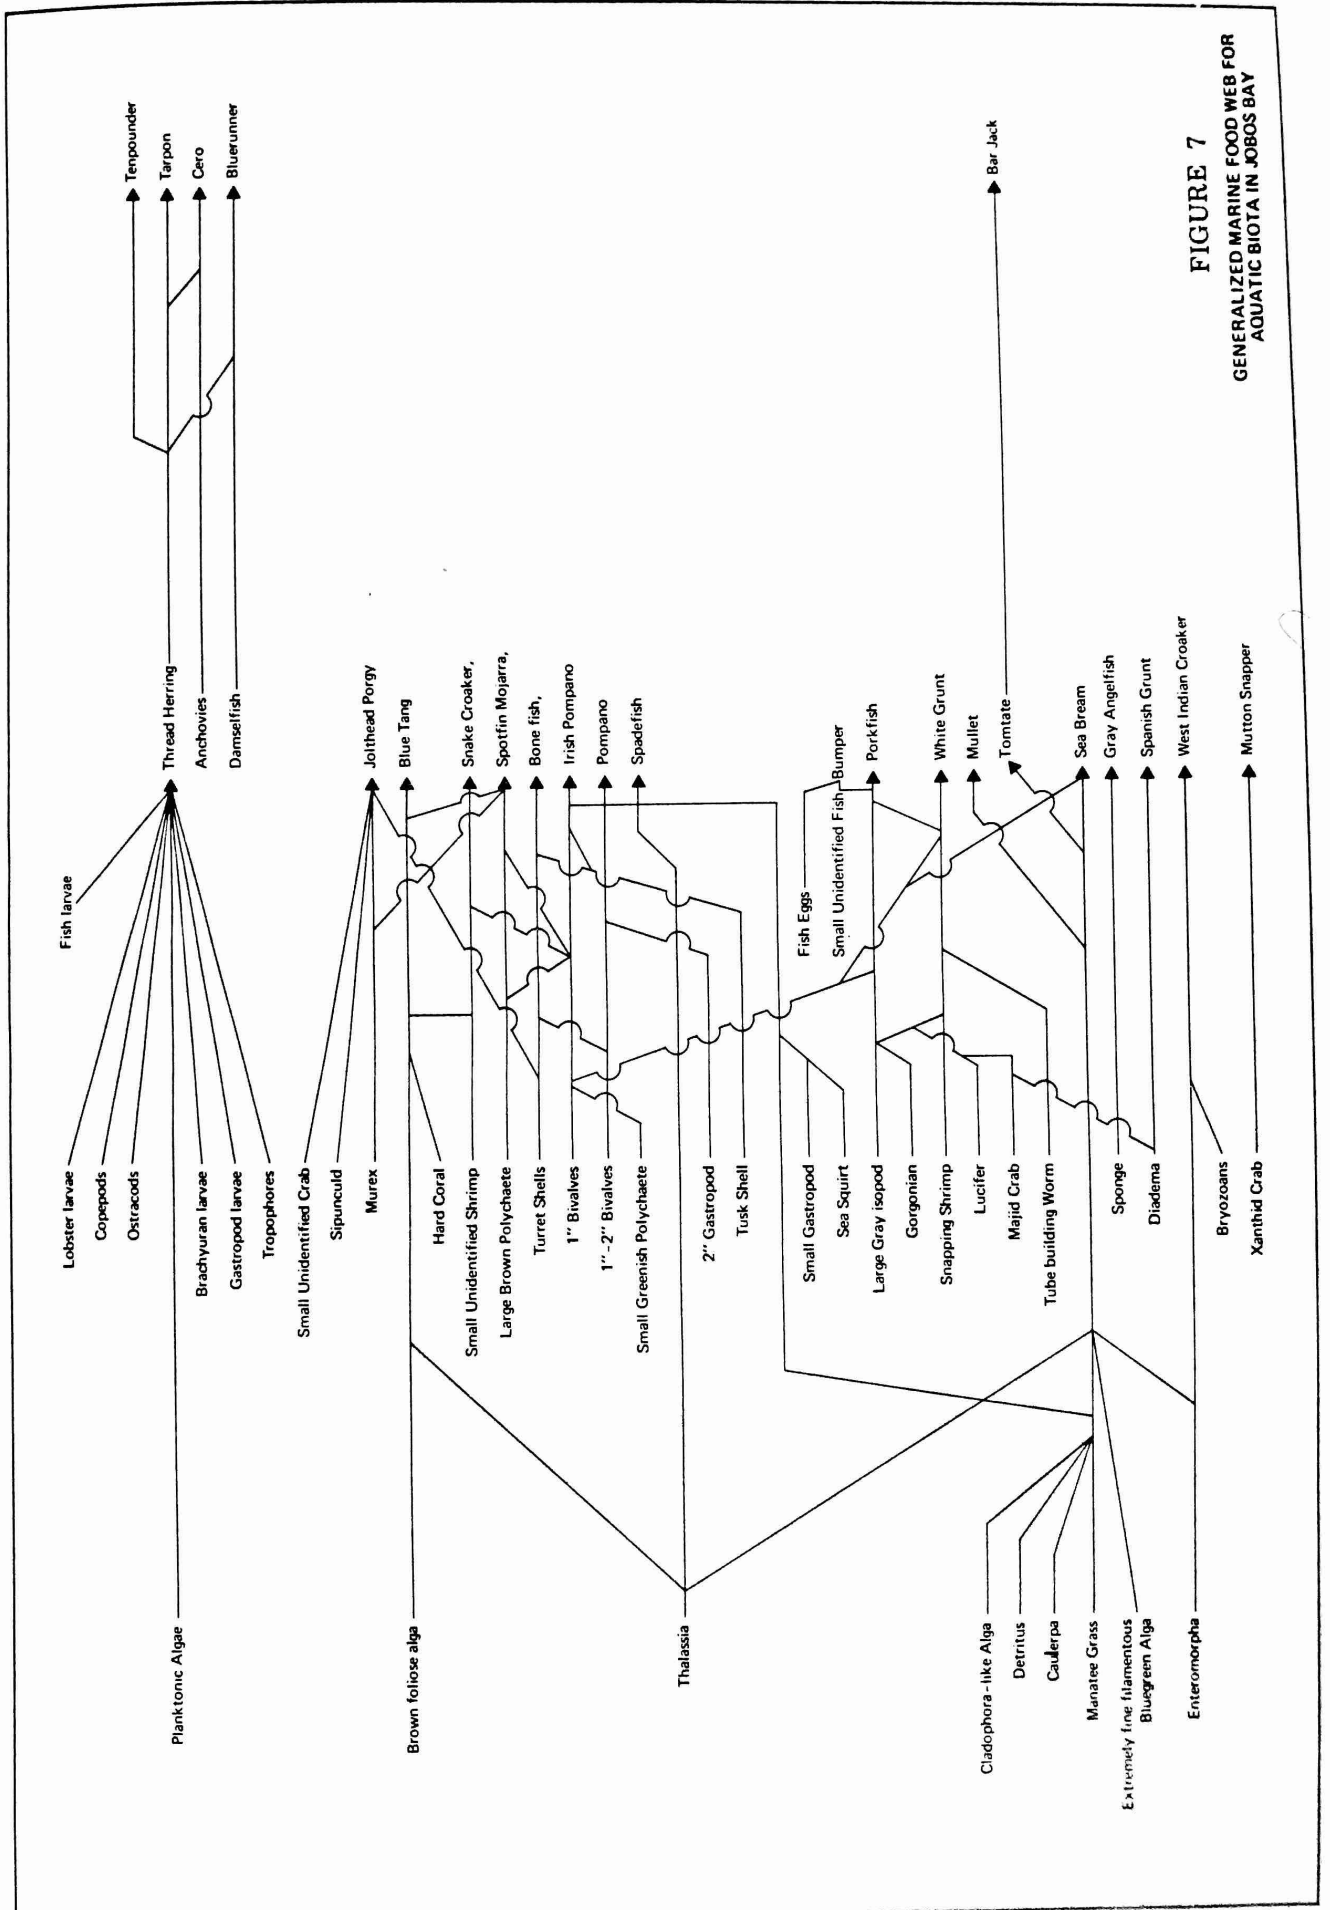 Tenpounder
Tarpon
Cero
Bluerunner
Bar Jack
FIGURE 7
GENERALIZED MARINE FOOD WEB FOR
AQUATIC BIOTA IN JOBOS BAY
Fish larvae
Thread Herring
Anchovies
Damselfish
Jolthead Porgy
Blue Tang
Snake Croaker,
Spotfin Mojarra,
Bone fish,
Irish Pompano
Pompano
Spadefish
Fish Eggs
Bumper
Small Unidentified Fish
Porkfish
White Grunt
Mullet
Tomtate
Sea Bream
Gray Angelfish
Spanish Grunt
West Indian Croaker
Mutton Snapper
Lobster larvae
Copepods
Ostracods
Brachyuran larvae
Gastropod larvae
Tropophores
Small Unidentified Crab
Sipunculd
Murex
Hard Coral
Small Unidentified Shrimp
Large Brown Polychaete
Turret Shells
1" Bivalves
1"-2" Bivalves
Small Greenish Polychaete
2" Gastropod
Tusk Shell
Small Gastropod
Sea Squirt
Large Gray isopod
Gorgonian
Snapping Shrimp
Lucifer
Majid Crab
Tube building Worm
Sponge
Diadema
Bryozoans
Xanthid Crab
Planktonic Algae
Brown foliose alga
Thalassia
Cladophora-like Alga
Detritus
Caulerpa
Manatee Grass
Extremely fine filamentous
Bluegreen Alga
Enteromorpha